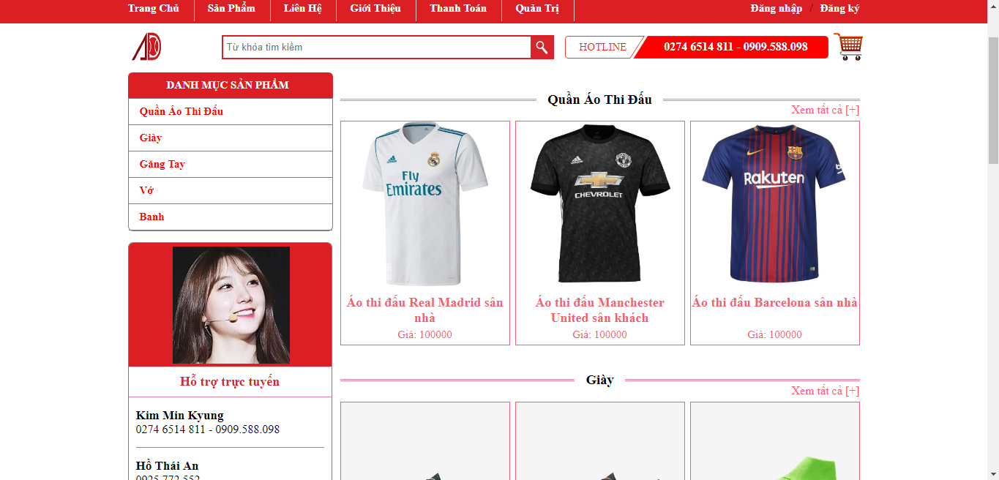 Trang Chủ Sản Phẩm Liên Hệ Giới Thiệu Thanh Toán Quản Trị Đăng nhập / Đăng ký
AD
Từ khóa tìm kiếm
HOTLINE 0274 6514 811 - 0909.588.098
DANH MỤC SẢN PHẨM
Quần Áo Thi Đấu
Giày
Găng Tay
Vớ
Banh
Hỗ trợ trực tuyến
Kim Min Kyung
0274 6514 811 - 0909.588.098
Hồ Thái An
0925.772.552
Quần Áo Thi Đấu
Xem tất cả [+]
Fly
Emirates
CHEVROLET
Rakuten
Áo thi đấu Real Madrid sân
nhà
Giá: 100000
Áo thi đấu Manchester
United sân khách
Giá: 100000
Áo thi đấu Barcelona sân nhà
Giá: 100000
Giày
Xem tất cả [+]